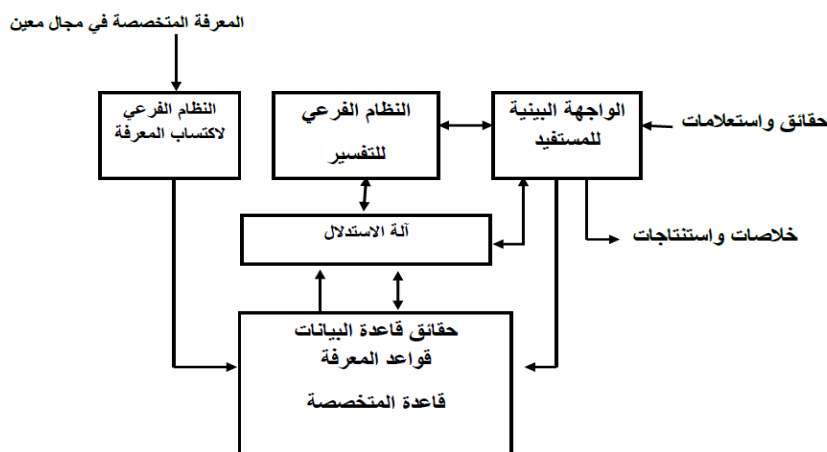 المعرفة المتخصصة في مجال معين
الواجهة البينية
للمستفيد
النظام الفرعي
للتفسير
النظام الفرعي
لاكتساب المعرفة
حقائق واستعلامات
خلاصات واستنتاجات
آلة الاستدلال
حقائق قاعدة البيانات
قواعد المعرفة
قاعدة المتخصصة